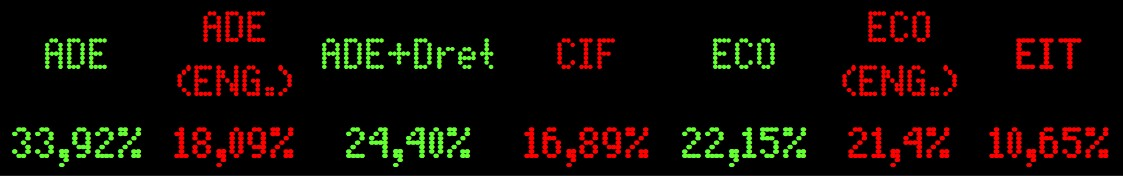 ADE ADE (ENG.) ADE+Dret CIF ECO ECO (ENG.) EIT
33,92% 18,09% 24,40% 16,89% 22,15% 21,4% 10,65%